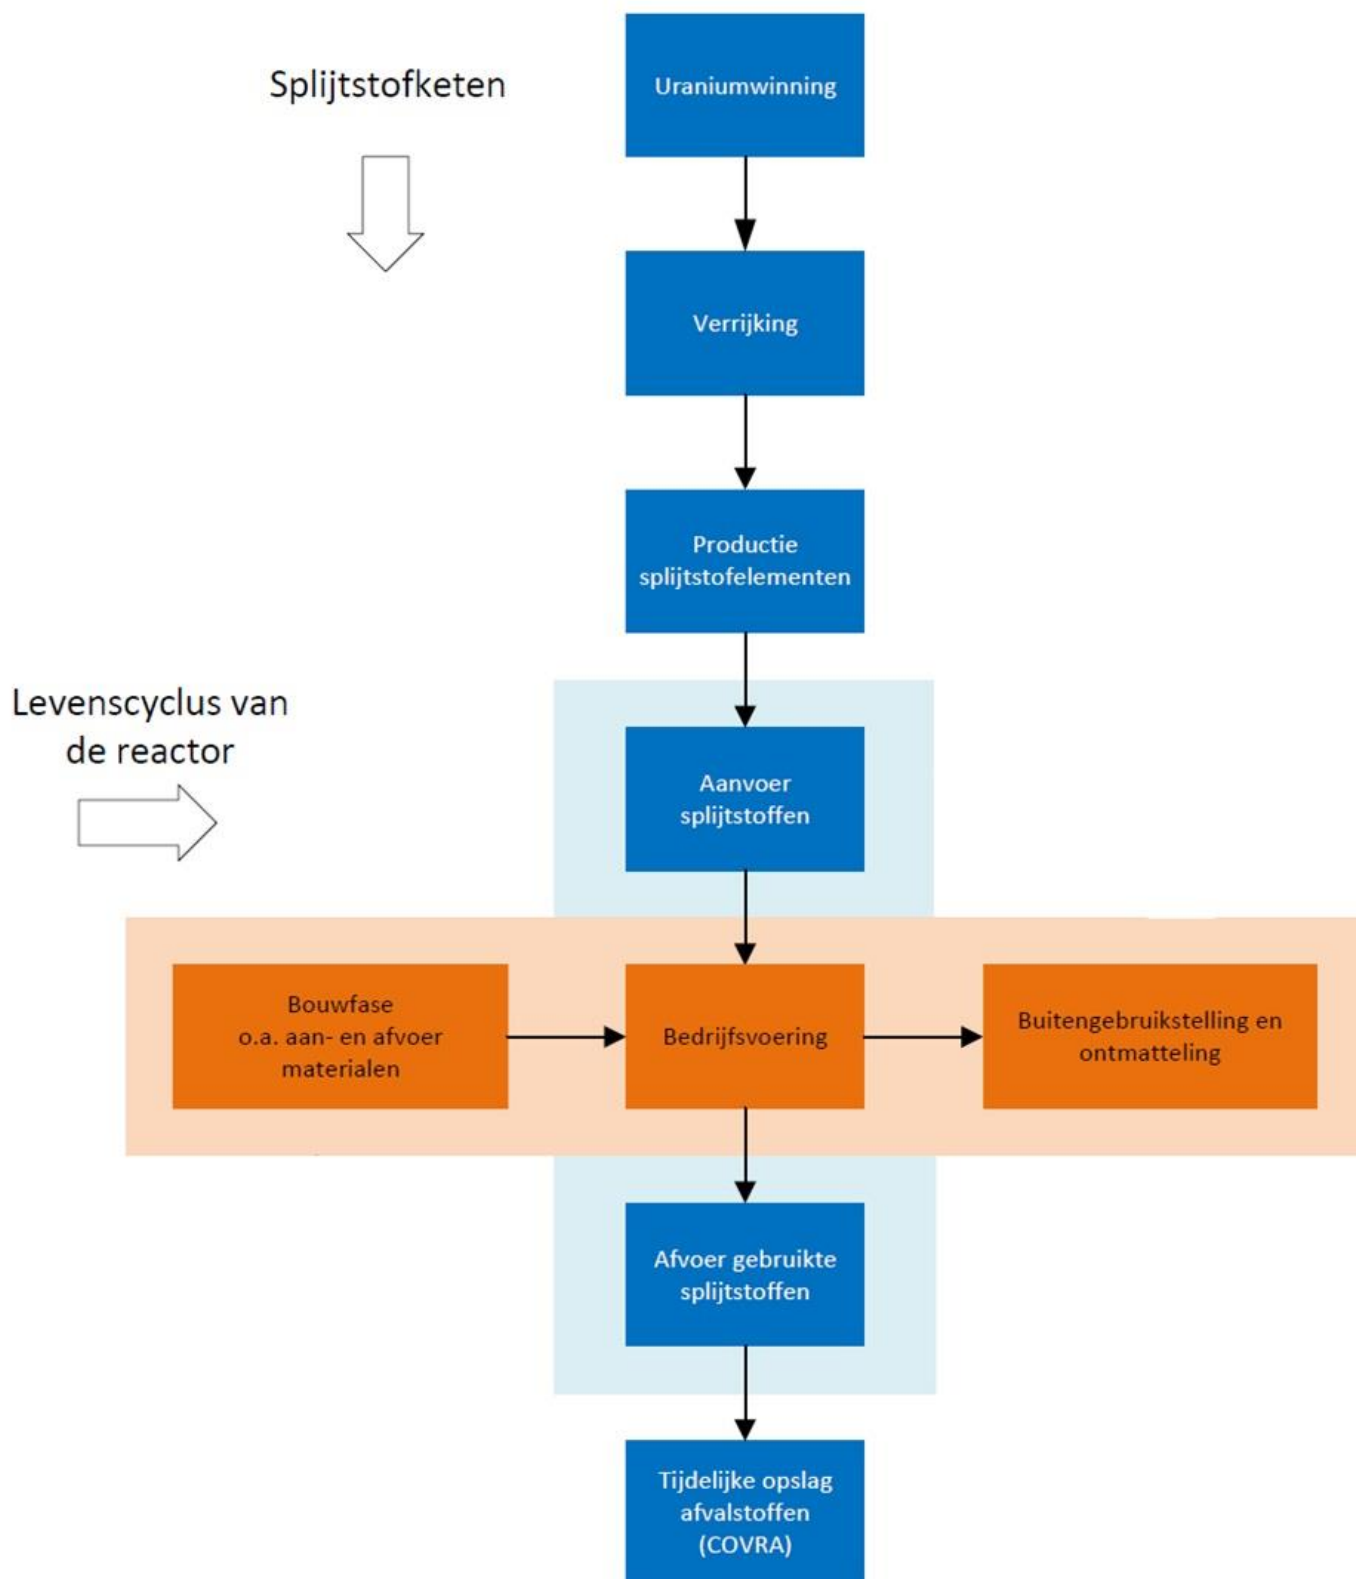 Splijtstofketen
Uraniumwinning
Verrijking
Productie
splijtstofelementen
Levenscyclus van
de reactor
Aanvoer
splijtstoffen
Bouwfase
o.a. aan- en afvoer
materialen
Bedrijfsvoering
Buitengebruikstelling en
ontmatteling
Afvoer gebruikte
splijtstoffen
Tijdelijke opslag
afvalstoffen
(COVRA)